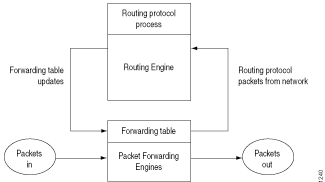 Routing protocol
process
Routing Engine
Forwarding table
updates
Routing protocol
packets from network
Forwarding table
Packets
in
Packet Forwarding
Engines
Packets
out
1240